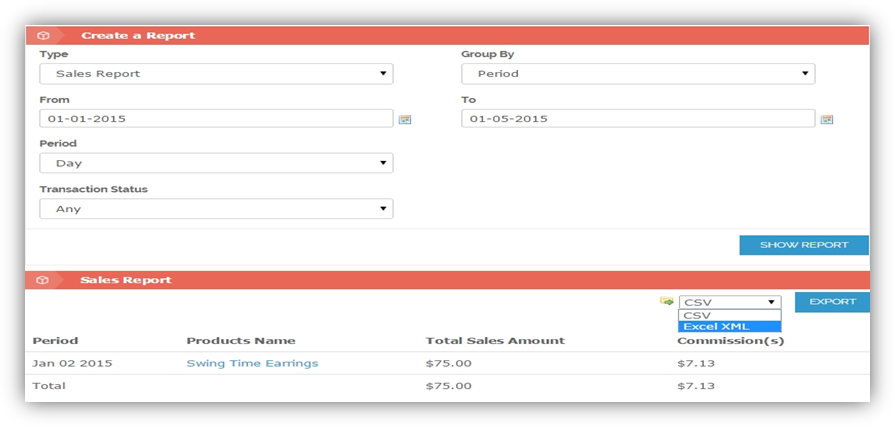 Create a Report
Type Group By
Sales Report Period
From To
01-01-2015 01-05-2015
Period
Day
Transaction Status
Any
SHOW REPORT
Sales Report
CSV EXPORT
CSV
Excel XML
Period Products Name Total Sales Amount Commission(s)
Jan 02 2015 Swing Time Earrings $75.00 $7.13
Total $75.00 $7.13